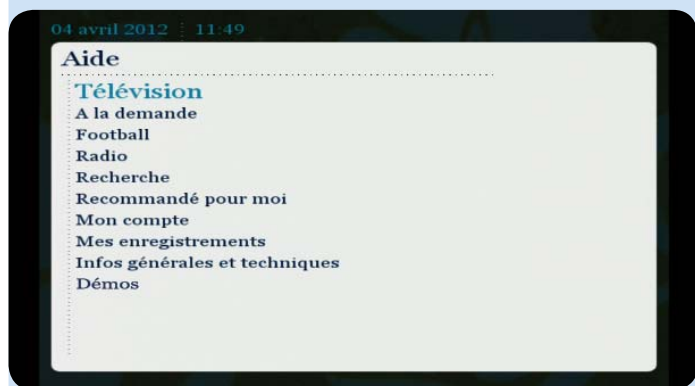 04 avril 2012 11:49
Aide
Télévision
A la demande
Football
Radio
Recherche
Recommandé pour moi
Mon compte
Mes enregistrements
Infos générales et techniques
Démos